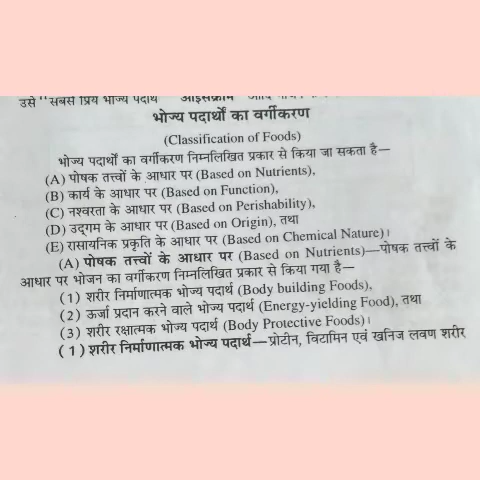 उसे "सबसे प्रिय भोज्य पदार्थ आइसक्रीम आदि
भोज्य पदार्थों का वर्गीकरण
(Classification of Foods)
भोज्य पदार्थों का वर्गीकरण निम्नलिखित प्रकार से किया जा सकता है—
(A) पोषक तत्त्वों के आधार पर (Based on Nutrients),
(B) कार्य के आधार पर (Based on Function),
(C) नश्वरता के आधार पर (Based on Perishability),
(D) उद्गम के आधार पर (Based on Origin), तथा
(E) रासायनिक प्रकृति के आधार पर (Based on Chemical Nature)।
(A) पोषक तत्त्वों के आधार पर (Based on Nutrients)—पोषक तत्त्वों के
आधार पर भोजन का वर्गीकरण निम्नलिखित प्रकार से किया गया है—
(1) शरीर निर्माणात्मक भोज्य पदार्थ (Body building Foods),
(2) ऊर्जा प्रदान करने वाले भोज्य पदार्थ (Energy-yielding Food), तथा
(3) शरीर रक्षात्मक भोज्य पदार्थ (Body Protective Foods)।
(1) शरीर निर्माणात्मक भोज्य पदार्थ—प्रोटीन, विटामिन एवं खनिज लवण शरीर